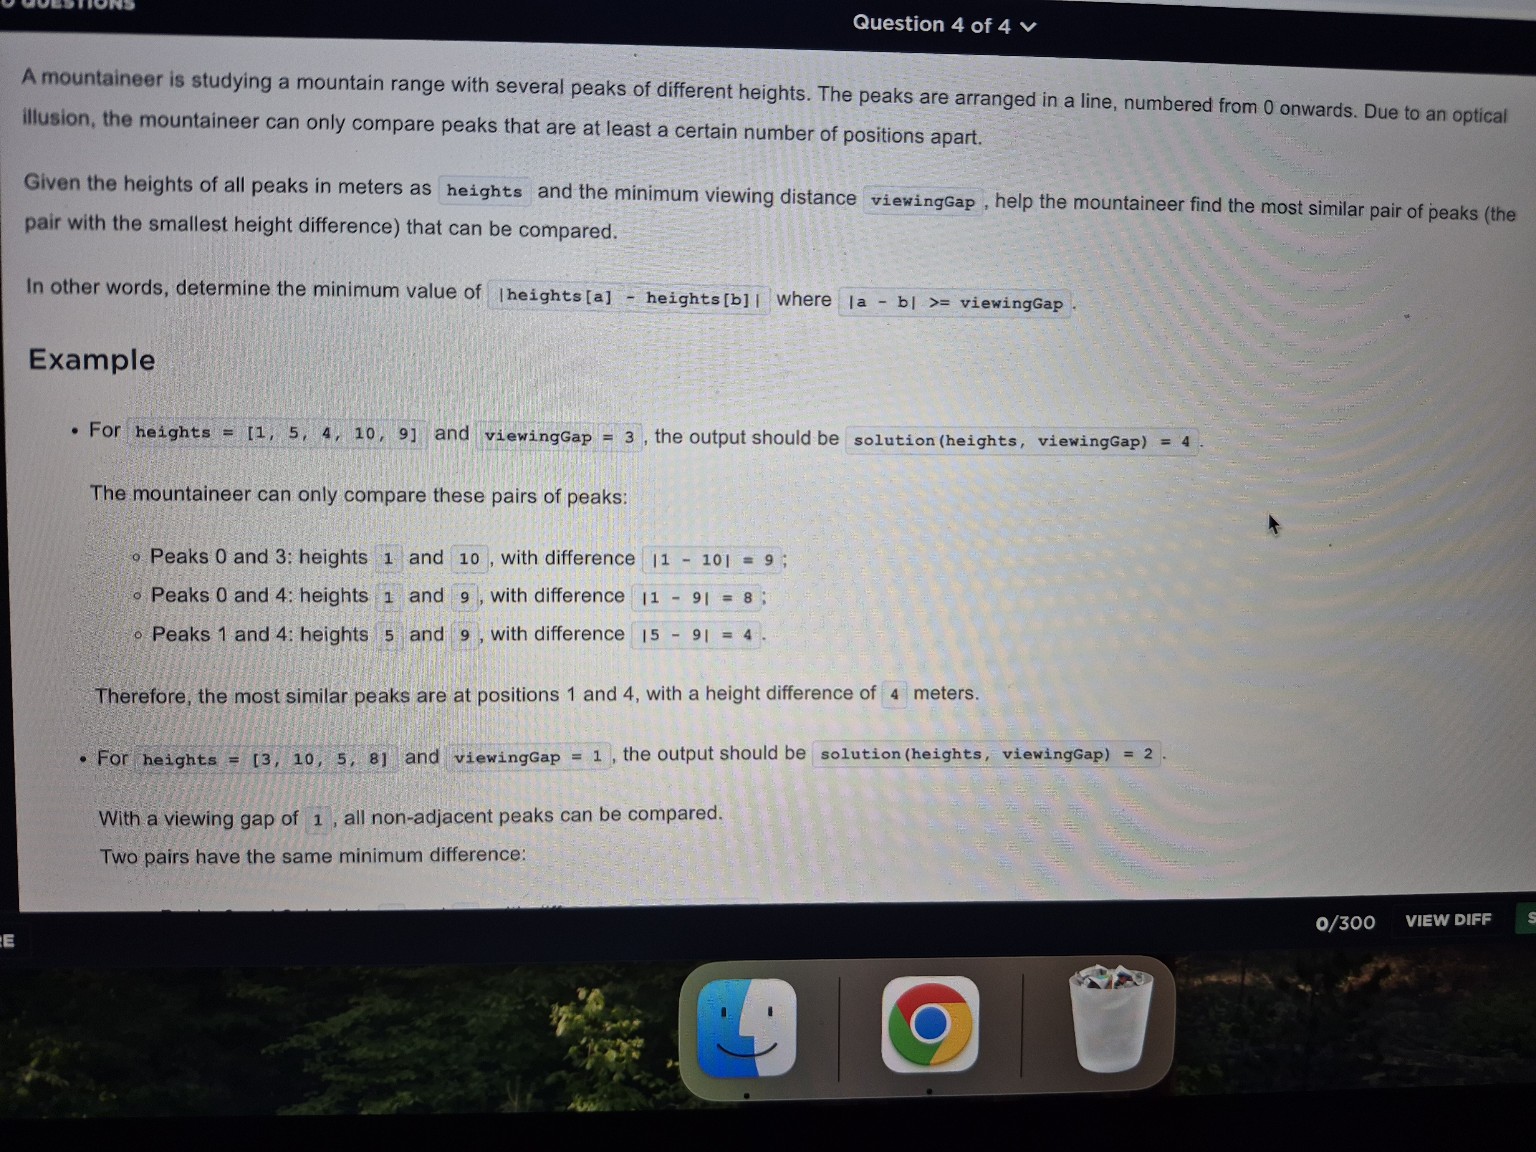 QUESTIONS
Question 4 of 4
A mountaineer is studying a mountain range with several peaks of different heights. The peaks are arranged in a line, numbered from 0 onwards. Due to an optical
illusion, the mountaineer can only compare peaks that are at least a certain number of positions apart.
Given the heights of all peaks in meters as heights and the minimum viewing distance viewingGap , help the mountaineer find the most similar pair of peaks (the
pair with the smallest height difference) that can be compared.
In other words, determine the minimum value of |heights[a] - heights[b]| where |a - b| >= viewingGap .
Example
• For heights = [1, 5, 4, 10, 9] and viewingGap = 3 , the output should be solution(heights, viewingGap) = 4 .
The mountaineer can only compare these pairs of peaks:
◦ Peaks 0 and 3: heights 1 and 10 , with difference |1 - 10| = 9 ;
◦ Peaks 0 and 4: heights 1 and 9 , with difference |1 - 9| = 8 ;
◦ Peaks 1 and 4: heights 5 and 9 , with difference |5 - 9| = 4 .
Therefore, the most similar peaks are at positions 1 and 4, with a height difference of 4 meters.
• For heights = [3, 10, 5, 8] and viewingGap = 1 , the output should be solution(heights, viewingGap) = 2 .
With a viewing gap of 1 , all non-adjacent peaks can be compared.
Two pairs have the same minimum difference:
0/300
VIEW DIFF